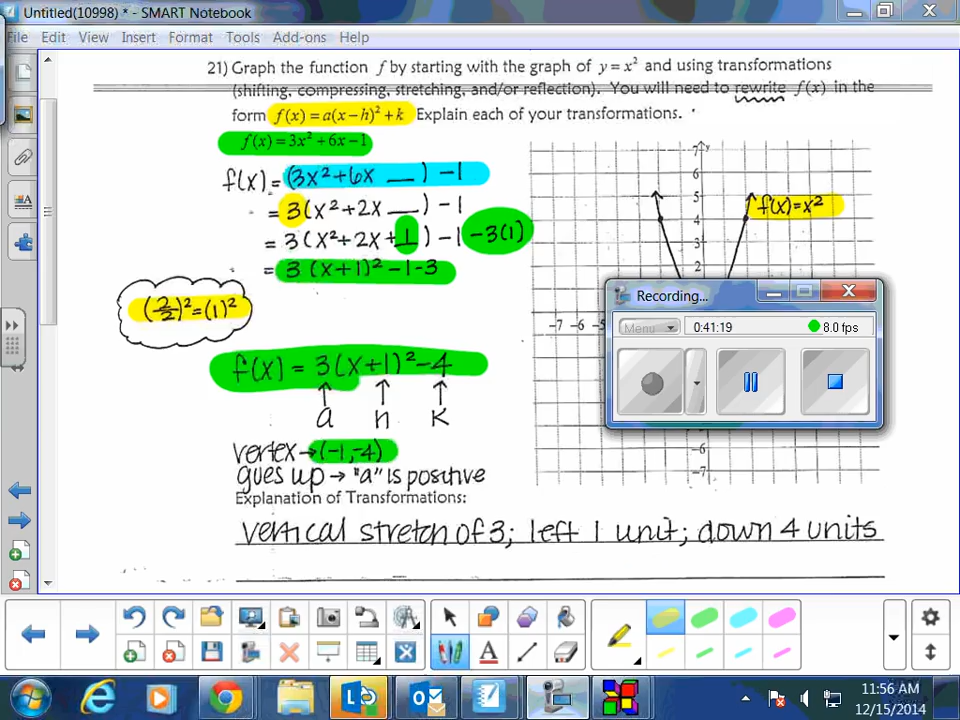 Untitled(10998) * - SMART Notebook
File Edit View Insert Format Tools Add-ons Help
21) Graph the function f by starting with the graph of y = x² and using transformations
(shifting, compressing, stretching, and/or reflection). You will need to rewrite f(x) in the
form f(x) = a(x-h)² + k Explain each of your transformations.
f(x) = 3x² + 6x - 1
f(x) = (3x² + 6x __ ) - 1
= 3(x² + 2x __ ) - 1
= 3(x² + 2x + 1) - 1 - 3(1)
= 3(x+1)² - 1 - 3
(2/2)² = (1)²
f(x) = 3(x+1)² - 4
a h k
vertex → (-1, -4)
goes up → "a" is positive
Explanation of Transformations:
vertical stretch of 3; left 1 unit; down 4 units
7 y
6
5
4
3
2
f(x) = x²
-7 -6 -5
-6
-7
Recording...
Menu 0:41:19 8.0 fps
11:56 AM
12/15/2014